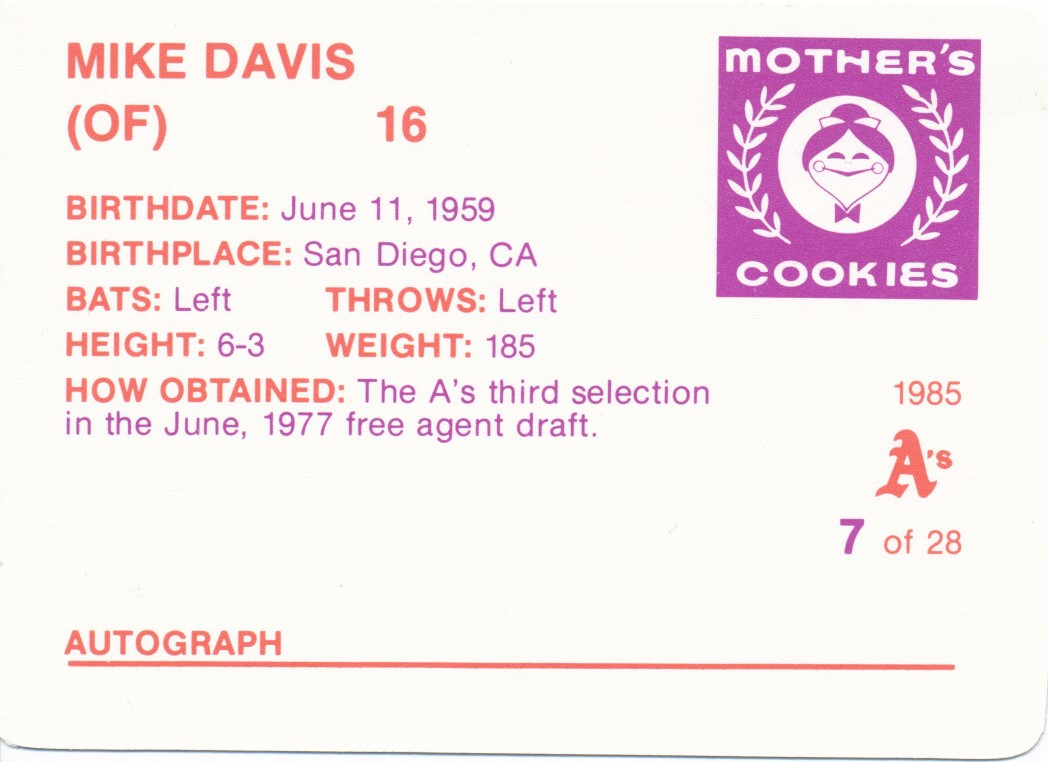 MIKE DAVIS
(OF) 16
BIRTHDATE: June 11, 1959
BIRTHPLACE: San Diego, CA
BATS: Left THROWS: Left
HEIGHT: 6-3 WEIGHT: 185
HOW OBTAINED: The A's third selection
in the June, 1977 free agent draft.
MOTHER'S
COOKIES
1985
A's
7 of 28
AUTOGRAPH